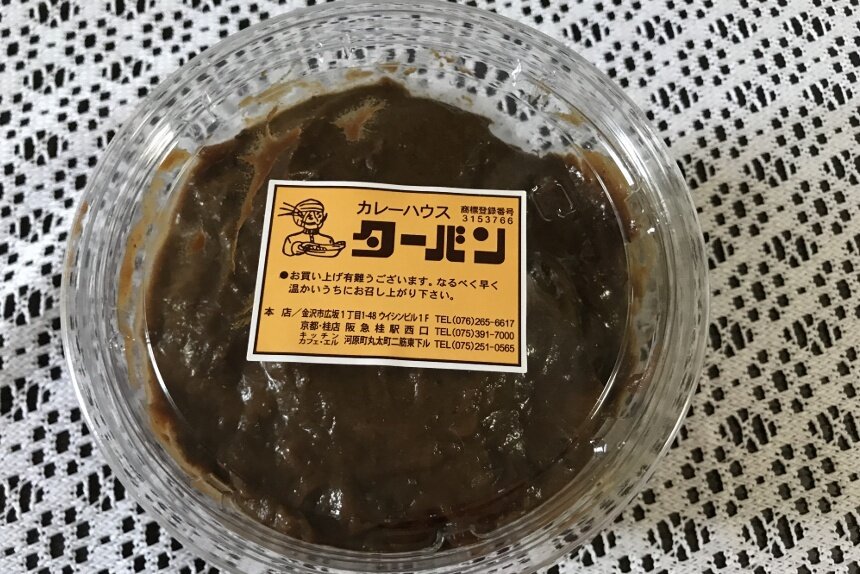 カレーハウス 商標登録番号
3153766
ターバン
●お買い上げ有難うございます。なるべく早く
温かいうちにお召し上がり下さい。
本 店／金沢市広坂1丁目1-48 ウイシンビル1F TEL(076)265-6617
京都・桂店 阪急桂駅西口 TEL(075)391-7000
キッチン
カフェ・エル 河原町丸太町二筋東下ル TEL(075)251-0565